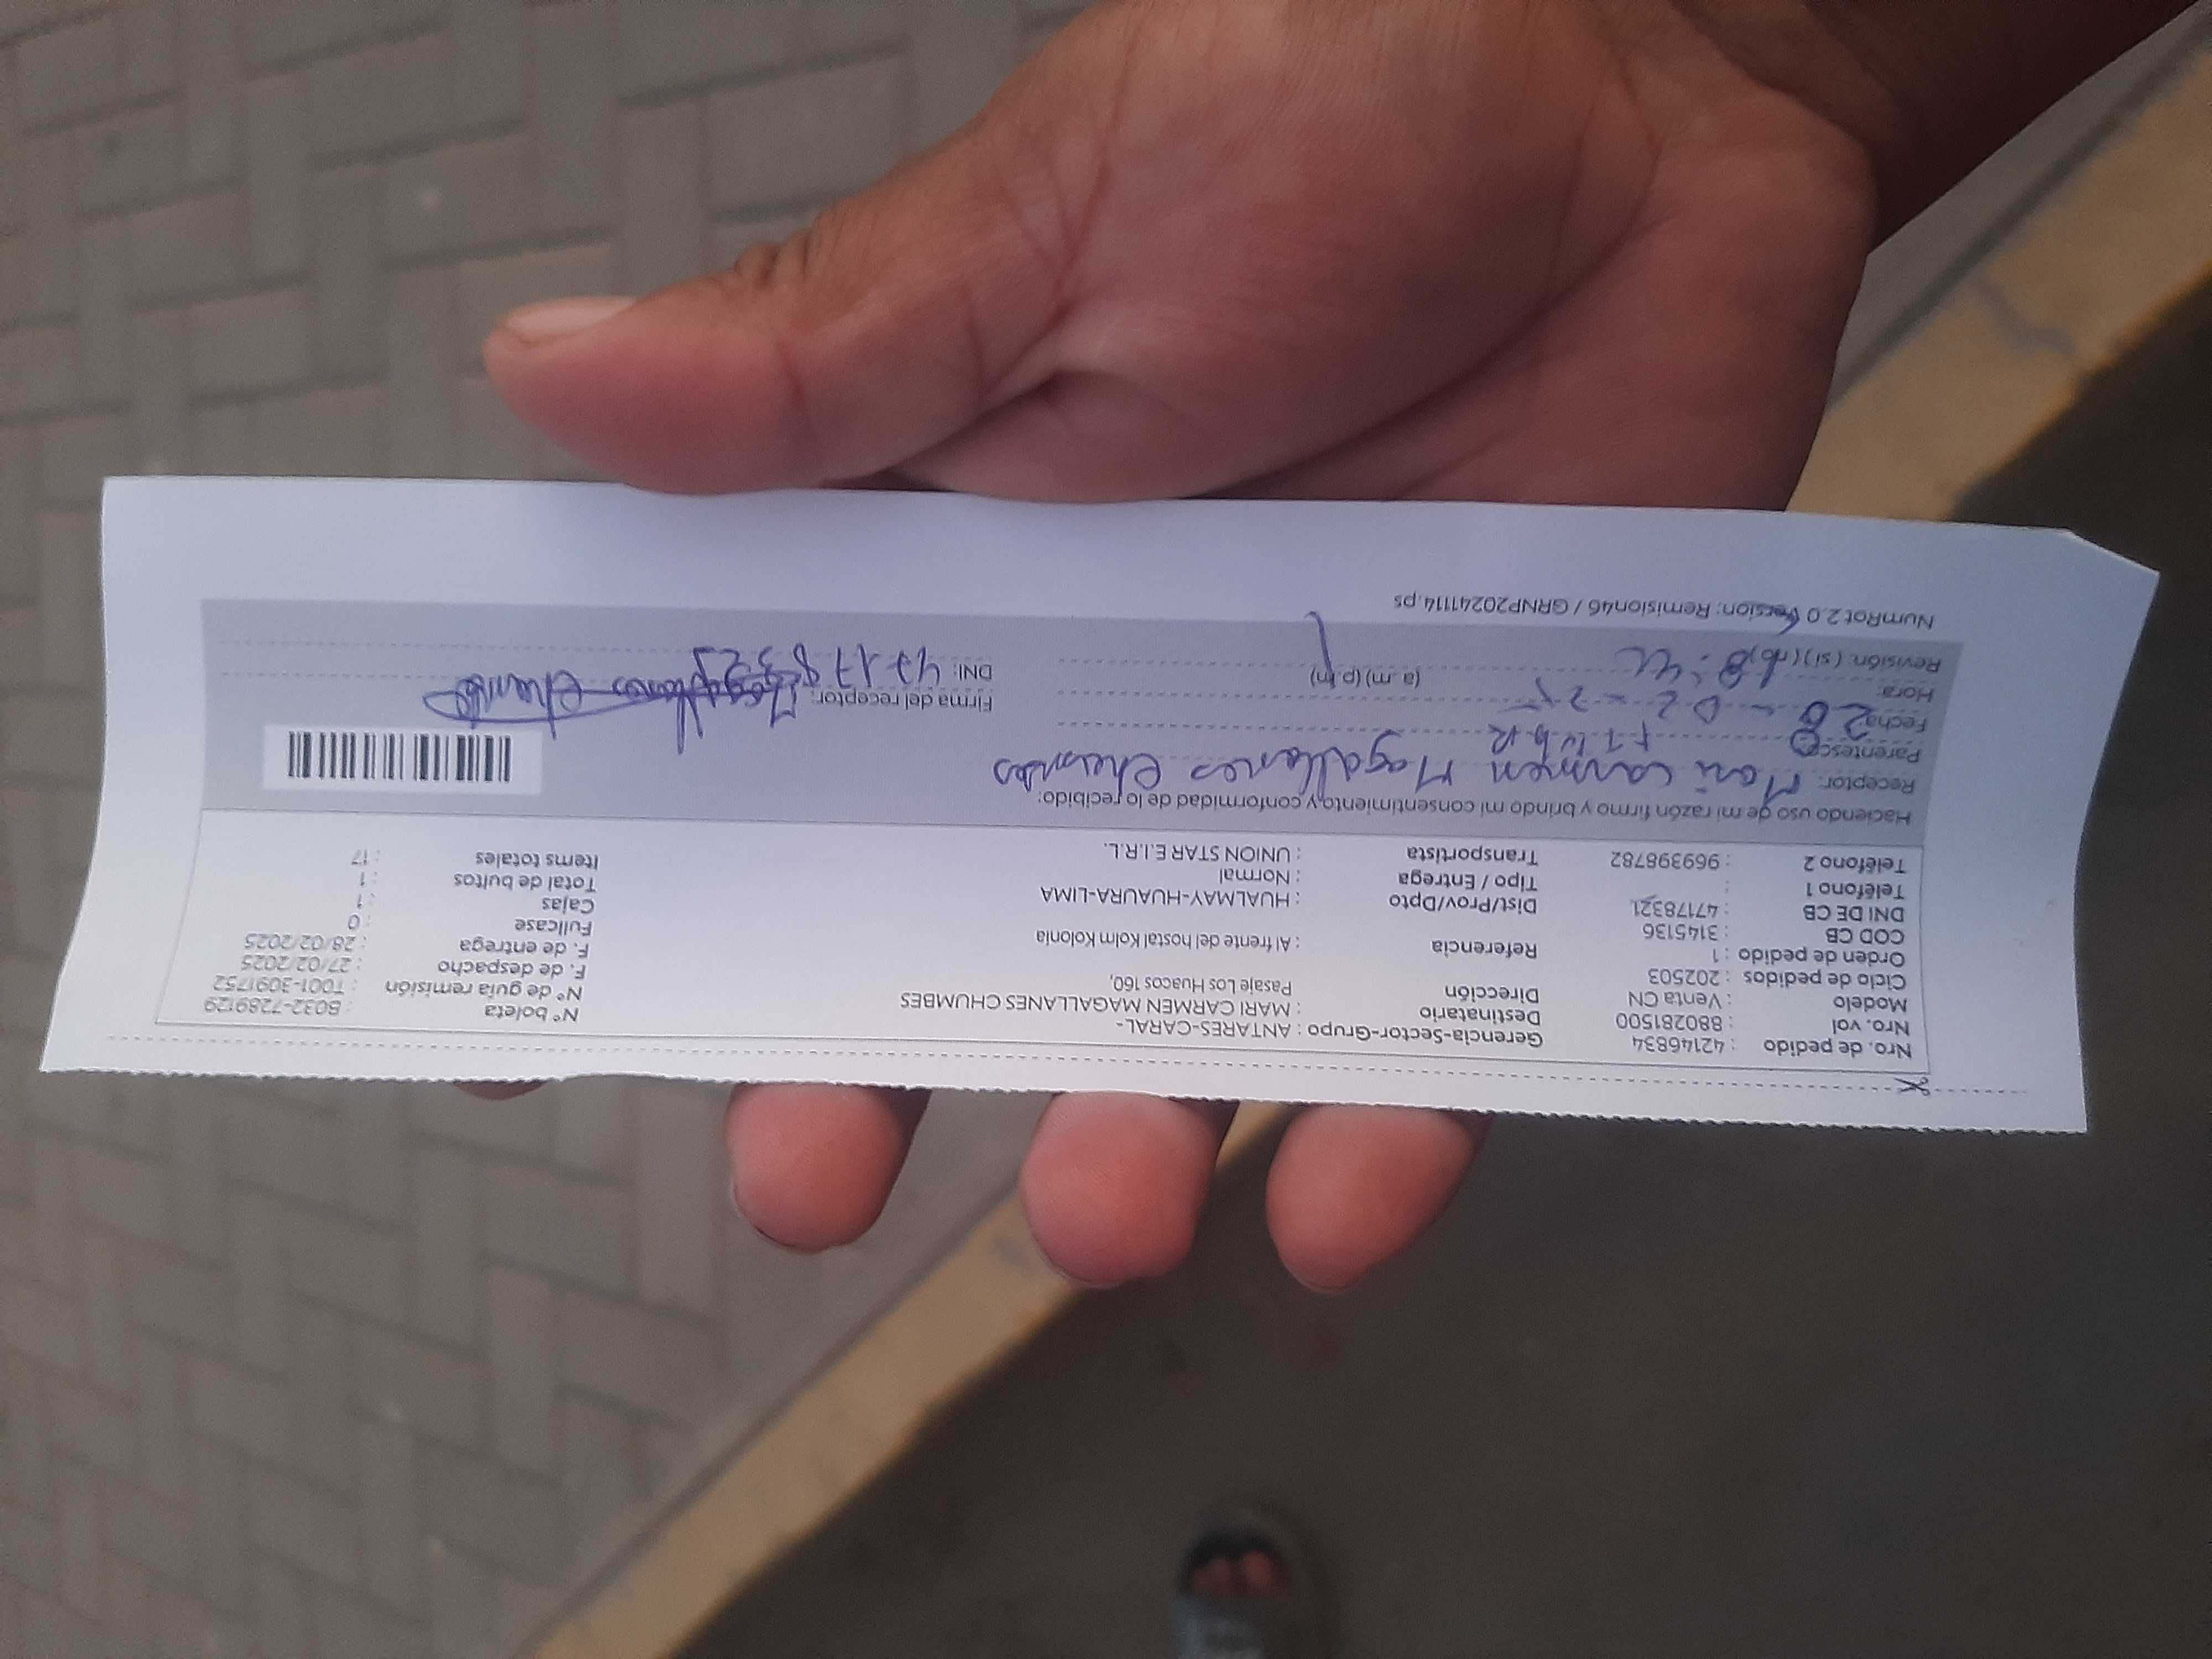 Nro. de pedido : 42146834 Gerencia-Sector-Grupo : ANTARES-CARAL- Nº boleta : B032-7289129
Nro. vol : 880281500 Destinatario : MARI CARMEN MAGALLANES CHUMBES Nº de guía remisión : T001-3091752
Modelo : Venta CN Dirección Pasaje Los Huacos 160, F. de despacho : 27/02/2025
Ciclo de pedidos : 202503 F. de entrega : 28/02/2025
Orden de pedido : 1 Referencia : Al frente del hostal Kolm Kolonia Fullcase : 0
COD CB : 3145136 Cajas : 1
DNI DE CB : 47178321 Dist/Prov/Dpto : HUALMAY-HUAURA-LIMA Total de bultos : 1
Teléfono 1 : Tipo / Entrega : Normal Items totales : 17
Teléfono 2 : 969398782 Transportista : UNION STAR E.I.R.L.
Haciendo uso de mi razón firmo y brindo mi consentimiento y conformidad de lo recibido:
Receptor: Mari Carmen Magallanes Chumbes
Parentesco:
Fecha: 28 - 02 - 25 Firma del receptor: Magallanes Chumbes
Hora: (a.m) (p.m) DNI: 47178321
Revisión: (si) (no)
NumRot 2.0 Version: Remision46 / GRNP20241114.ps